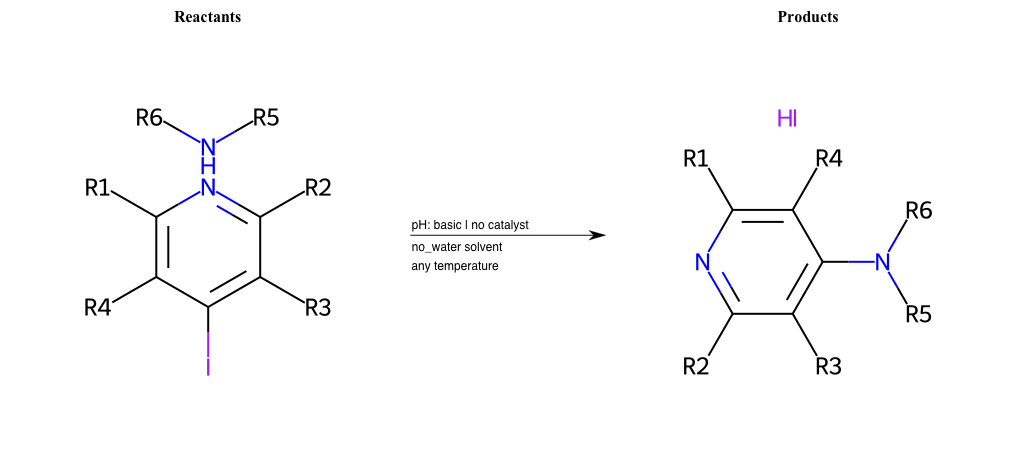 Reactants Products
HI
R6 R5
N
H
R1 N R2
R4 R3
I
pH: basic | no catalyst
no_water solvent
any temperature
R1 R4
R6
N N
R5
R2 R3